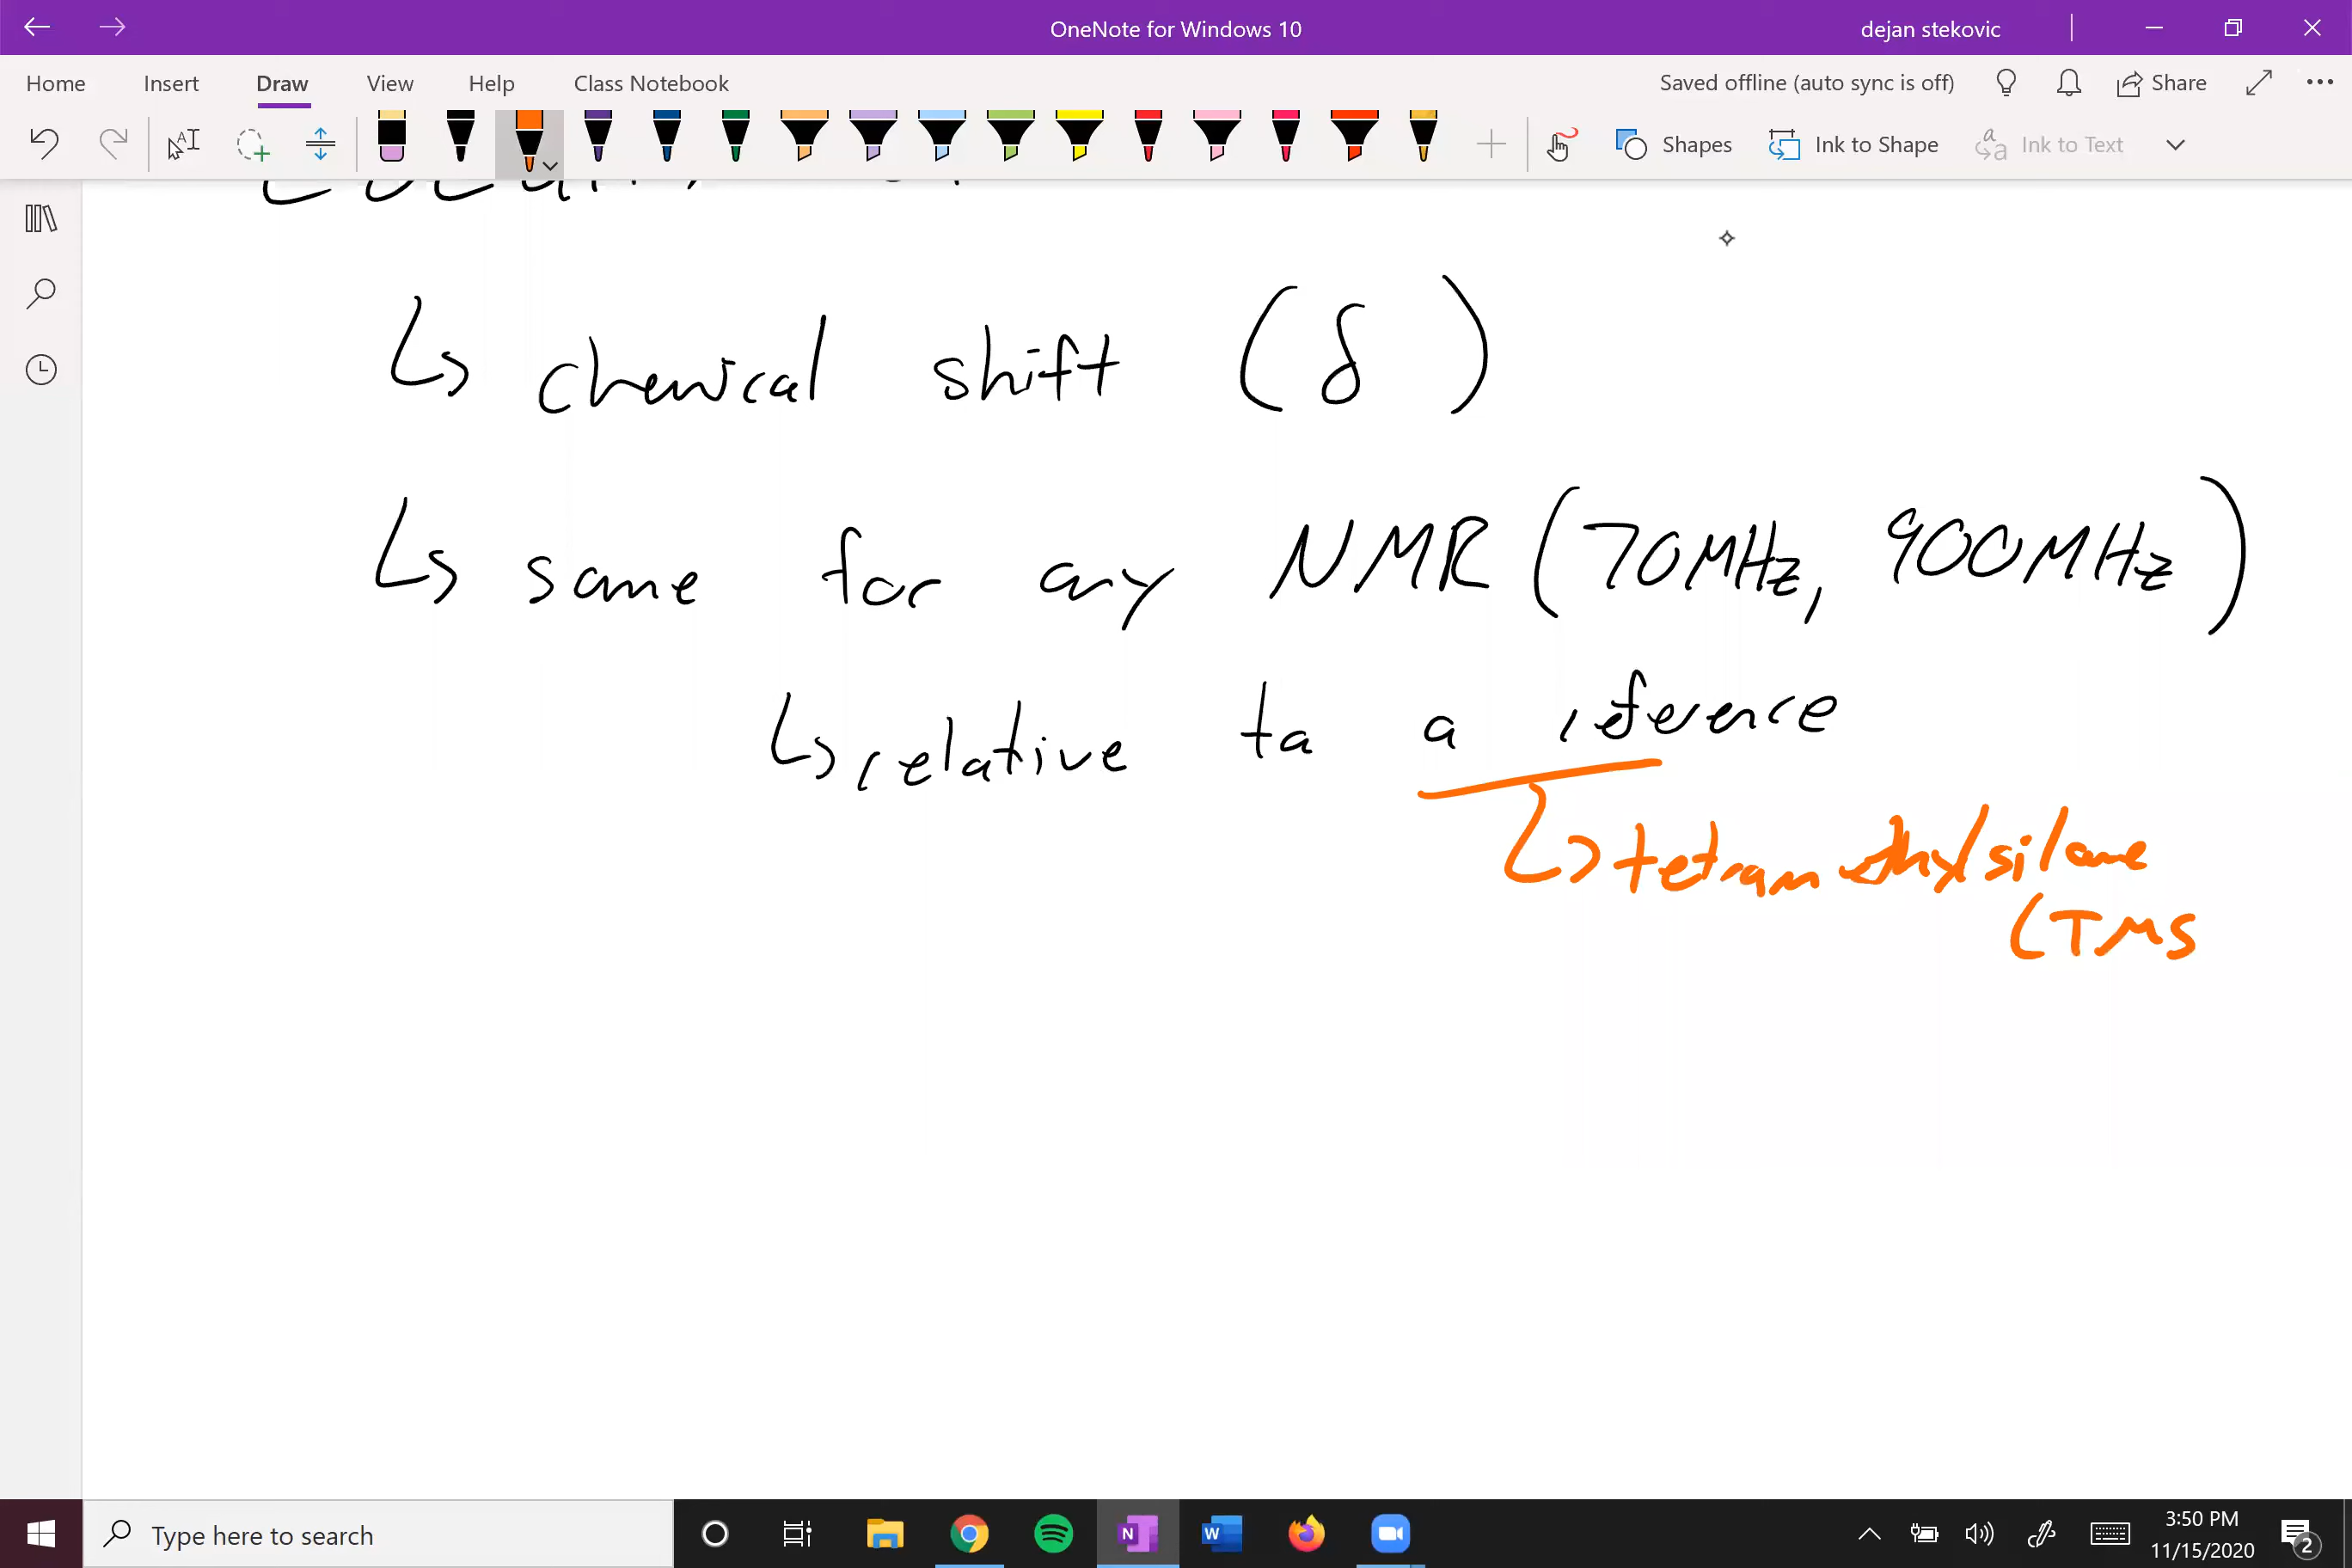 OneNote for Windows 10
dejan stekovic
Home Insert Draw View Help Class Notebook
Saved offline (auto sync is off) Share
Shapes Ink to Shape Ink to Text
↳ chemical shift (δ)
↳ same for any NMR (70MHz, 900MHz)
↳ relative to a reference
↳ tetramethylsilane
(TMS
Type here to search
3:50 PM
11/15/2020
2